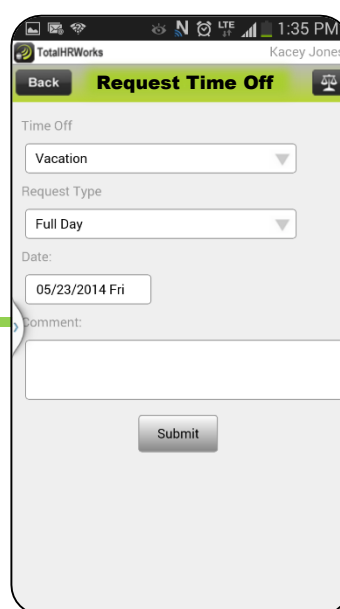 N LTE 1:35 PM
TotalHRWorks Kacey Jones
Back Request Time Off
Time Off
Vacation
Request Type
Full Day
Date:
05/23/2014 Fri
Comment:
Submit